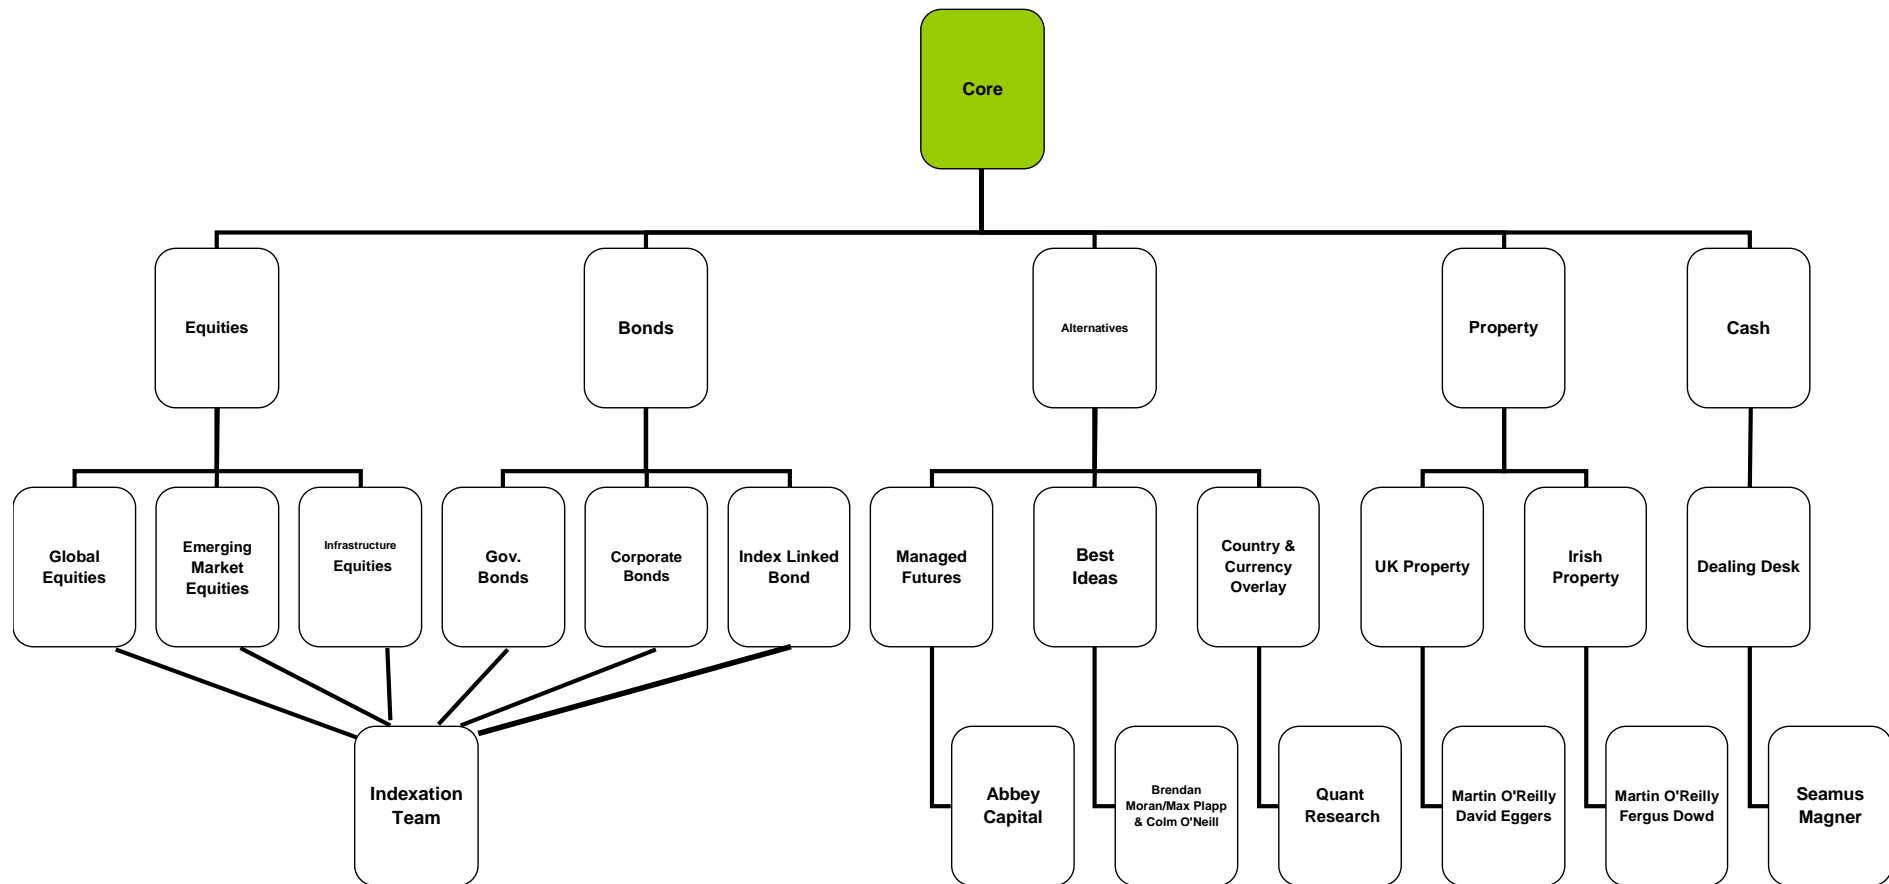 Core
Equities
Bonds
Alternatives
Property
Cash
Global
Equities
Emerging
Market
Equities
Infrastructure
Equities
Gov.
Bonds
Corporate
Bonds
Index Linked
Bond
Managed
Futures
Best
Ideas
Country &
Currency
Overlay
UK Property
Irish
Property
Dealing Desk
Indexation
Team
Abbey
Capital
Brendan
Moran/Max Plapp
& Colm O'Neill
Quant
Research
Martin O'Reilly
David Eggers
Martin O'Reilly
Fergus Dowd
Seamus
Magner